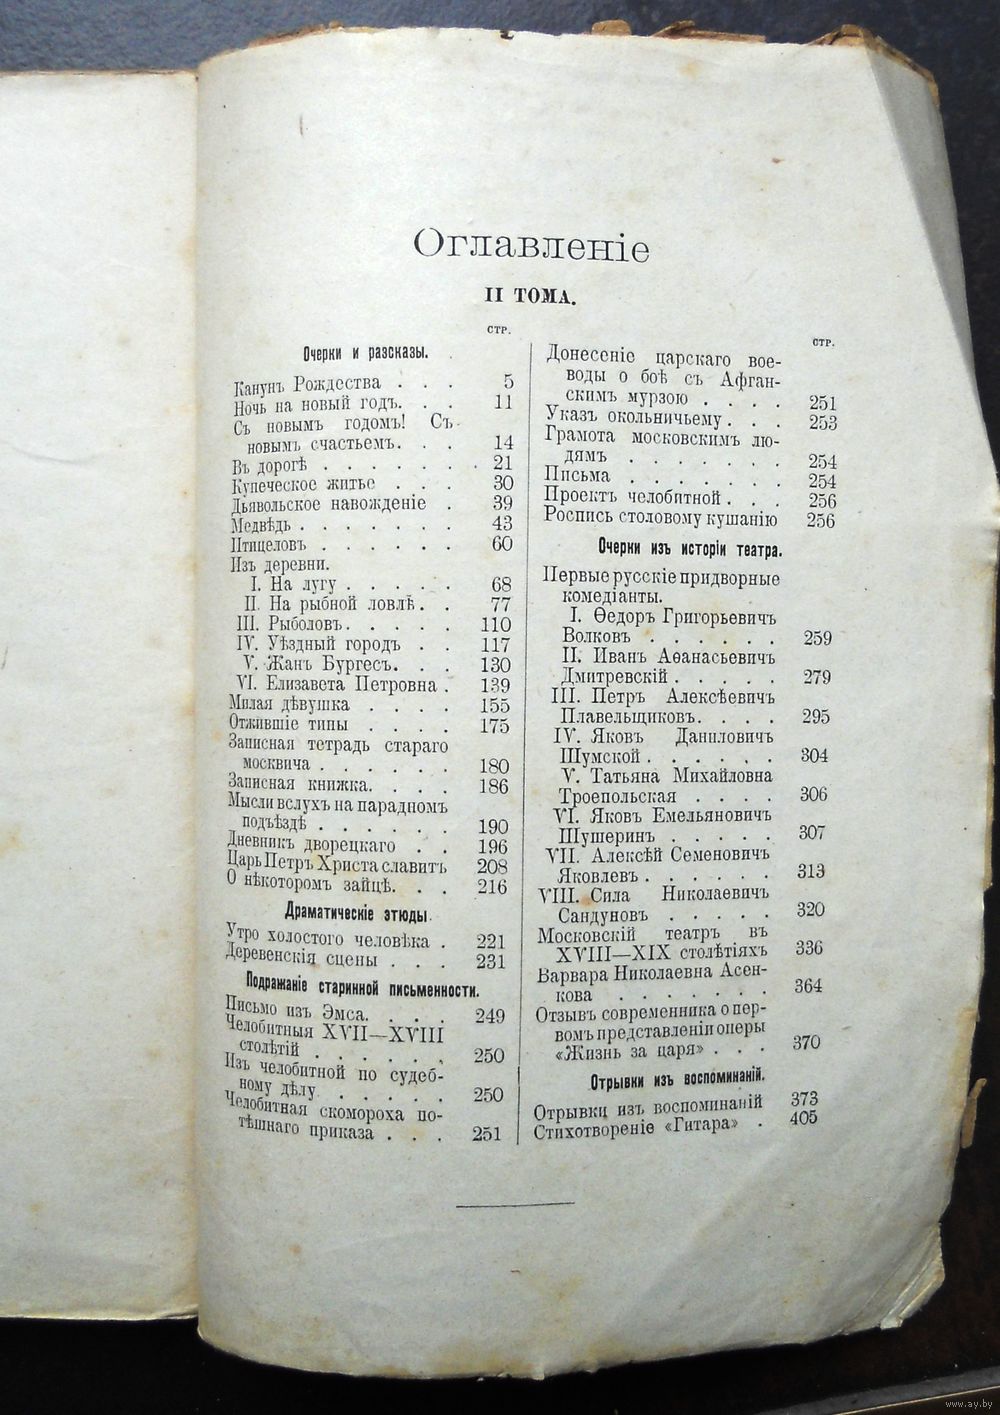 Оглавленіе
II ТОМА.
СТР.
Очерки и разсказы.
Канунъ Рождества . . . 5
Ночь на новый годъ. . . 11
Съ новымъ годомъ! Съ
новымъ счастьемъ. . . 14
Въ дорогѣ . . . . . . . . 21
Купеческое житье . . . 30
Дьявольское навожденіе . 39
Медвѣдь . . . . . . . 43
Птицеловъ . . . . . . 60
Изъ деревни.
I. На лугу . . . . . 68
II. На рыбной ловлѣ. . . 77
III. Рыболовъ. . . . . . 110
IV. Уѣздный городъ . . 117
V. Жанъ Бургесъ. . . . 130
VI. Елизавета Петровна . 139
Милая дѣвушка . . . . 155
Отжившіе типы . . . . 175
Записная тетрадь стараго
москвича . . . . . . 180
Записная книжка. . . . 186
Мысли вслухъ на парадномъ
подъѣздѣ . . . . . . 190
Дневникъ дворецкаго . . 196
Царь Петръ Христа славитъ 208
О нѣкоторомъ зайцѣ. . . 216
Драматическіе этюды.
Утро холостого человѣка . 221
Деревенскія сцены . . . 231
Подражаніе старинной письменности.
Письмо изъ Эмса. . . . 249
Челобитныя XVII—XVIII
столѣтій . . . . . . 250
Изъ челобитной по судеб-
ному дѣлу . . . . . . 250
Челобитная скомороха по-
тѣшнаго приказа . . . 251
СТР.
Донесеніе царскаго вое-
воды о боѣ съ Афган-
скимъ мурзою . . . . 251
Указъ окольничьему . . . 253
Грамота московскимъ лю-
дямъ . . . . . . . 254
Письма . . . . . . . 254
Проектъ челобитной . . . 256
Роспись столовому кушанію 256
Очерки изъ исторіи театра.
Первые русскіе придворные
комедіанты.
I. Ѳедоръ Григорьевичъ
Волковъ . . . . . . 259
II. Иванъ Аѳанасьевичъ
Дмитревскій . . . . . 279
III. Петръ Алексѣевичъ
Плавельщиковъ. . . . 295
IV. Яковъ Даниловичъ
Шумской . . . . . . 304
V. Татьяна Михайловна
Троепольская . . . . 306
VI. Яковъ Емельяновичъ
Шушеринъ . . . . . 307
VII. Алексѣй Семеновичъ
Яковлевъ . . . . . . 313
VIII. Сила Николаевичъ
Сандуновъ . . . . . 320
Московскій театръ въ
XVIII—XIX столѣтіяхъ 336
Варвара Николаевна Асен-
кова . . . . . . . 364
Отзывъ современника о пер-
вомъ представленіи оперы
«Жизнь за царя» . . . 370
Отрывки изъ воспоминаній.
Отрывки изъ воспоминаній 373
Стихотвореніе «Гитара» . 405
www.ay.by